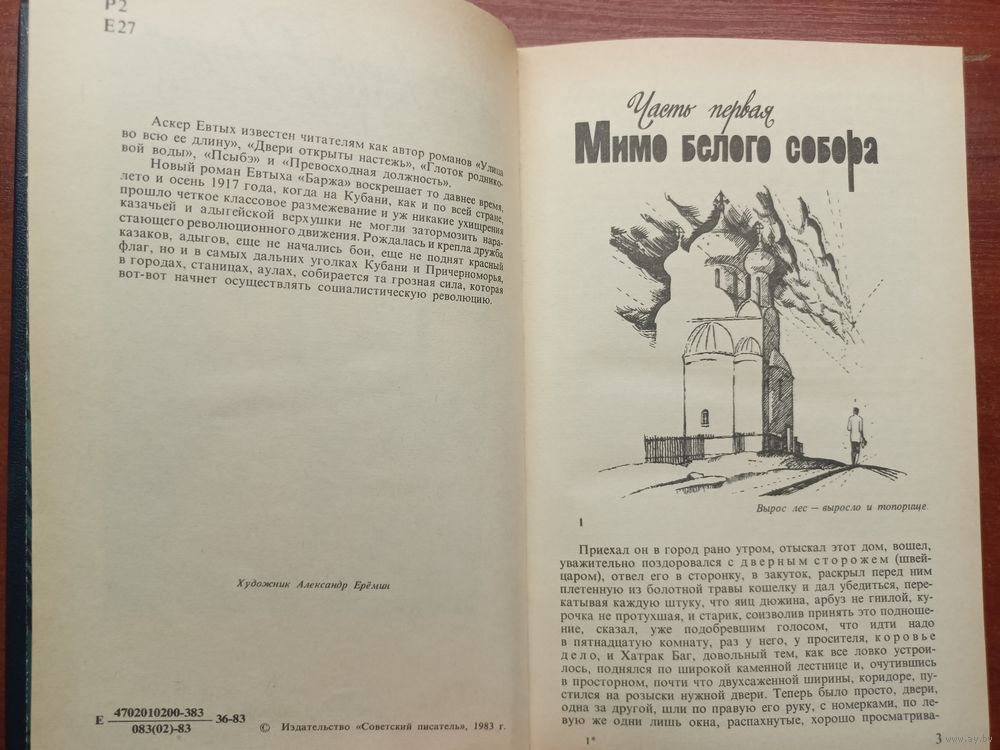 Р2
Е27
Аскер Евтых известен читателям как автор романов «Улица
во всю ее длину», «Двери открыты настежь», «Глоток роднико-
вой воды», «Псыбэ» и «Превосходная должность».
Новый роман Евтыха «Баржа» воскрешает то давнее время,
лето и осень 1917 года, когда на Кубани, как и по всей стране,
прошло четкое классовое размежевание и уж никакие ухищрения
казачьей и адыгейской верхушки не могли затормозить нара-
стающего революционного движения. Рождалась и крепла дружба
казаков, адыгов, еще не начались бои, еще не поднят красный
флаг, но и в самых дальних уголках Кубани и Причерноморья,
в городах, станицах, аулах, собирается та грозная сила, которая
вот-вот начнет осуществлять социалистическую революцию.
Художник Александр Ерёмин
Е 4702010200-383 36-83
083(02)-83
© Издательство «Советский писатель», 1983 г.
Часть первая
Мимо белого собора
Вырос лес — выросло и топорище.
1
Приехал он в город рано утром, отыскал этот дом, вошел,
уважительно поздоровался с дверным сторожем (швей-
царом), отвел его в сторонку, в закуток, раскрыл перед ним
плетенную из болотной травы кошелку и дал убедиться, пере-
катывая каждую штуку, что яиц дюжина, арбуз не гнилой, ку-
рочка не протухшая, и старик, соизволив принять это подноше-
ние, сказал, уже подобревшим голосом, что идти надо
в пятнадцатую комнату, раз у него, у просителя, коровье
дело, и Хатрак Баг, довольный тем, как все ловко устрои-
лось, поднялся по широкой каменной лестнице и, очутившись
в просторном, почти что двухсаженной ширины, коридоре, пу-
стился на розыски нужной двери. Теперь было просто, двери,
одна за другой, шли по правую его руку, с номерками, по ле-
вую же одни лишь окна, распахнутые, хорошо просматрива-
1*
3
www.ay.by